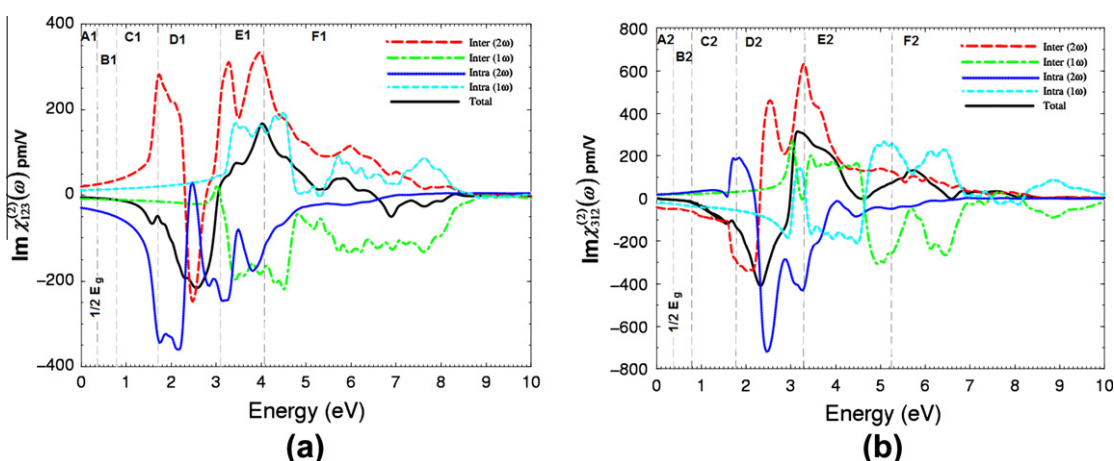 400
A1
B1
C1
D1
E1
F1
Inter (2ω)
Inter (1ω)
Intra (2ω)
Intra (1ω)
Total
200
0
−200
−400
Im χ(2)123(ω) pm/V
1/2 Eg
0 1 2 3 4 5 6 7 8 9 10
Energy (eV)
(a)
800
A2
B2
C2
D2
E2
F2
Inter (2ω)
Inter (1ω)
Intra (2ω)
Intra (1ω)
Total
600
400
200
0
−200
−400
−600
−800
Imχ(2)312(ω) pm/V
1/2 Eg
0 1 2 3 4 5 6 7 8 9 10
Energy (eV)
(b)